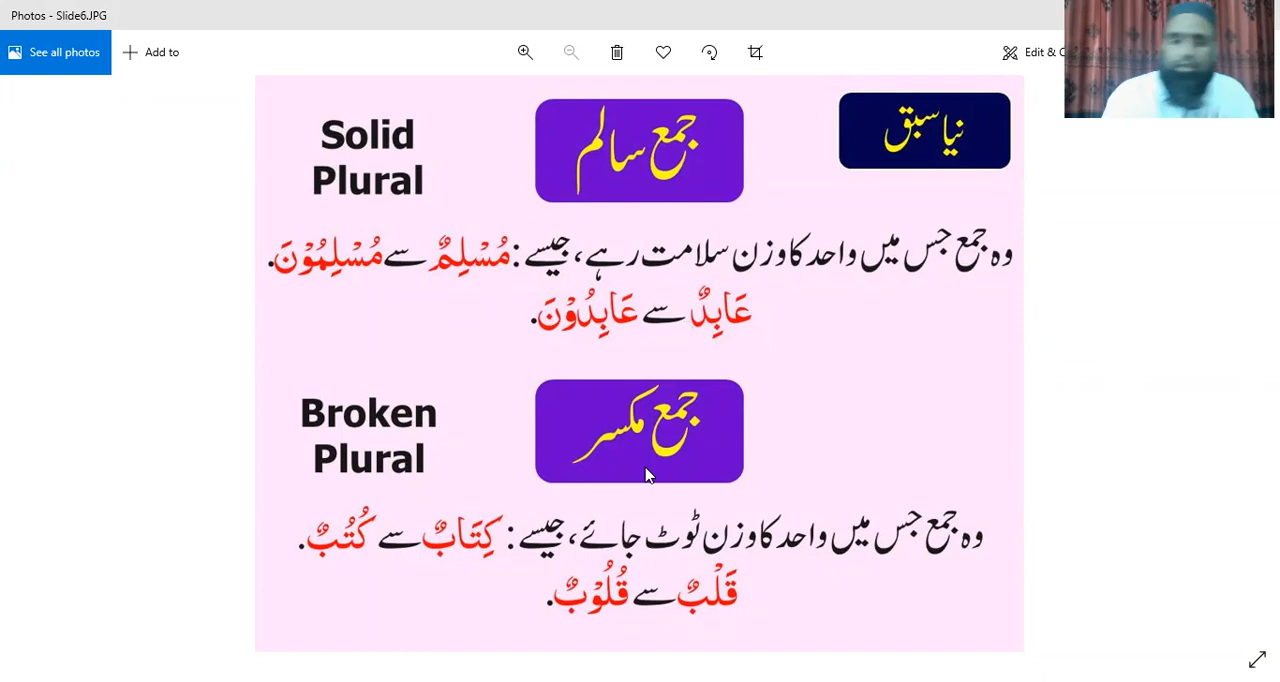 Photos - Slide6.JPG
See all photos
Add to
Edit & C
نیا سبق
جمع سالم
Solid
Plural
وہ جمع جس میں واحد کا وزن سلامت رہے، جیسے: مُسْلِمٌ سے مُسْلِمُوْنَ.
عَابِدٌ سے عَابِدُوْنَ.
جمع مکسر
Broken
Plural
وہ جمع جس میں واحد کا وزن ٹوٹ جائے، جیسے: كِتَابٌ سے كُتُبٌ.
قَلْبٌ سے قُلُوْبٌ.